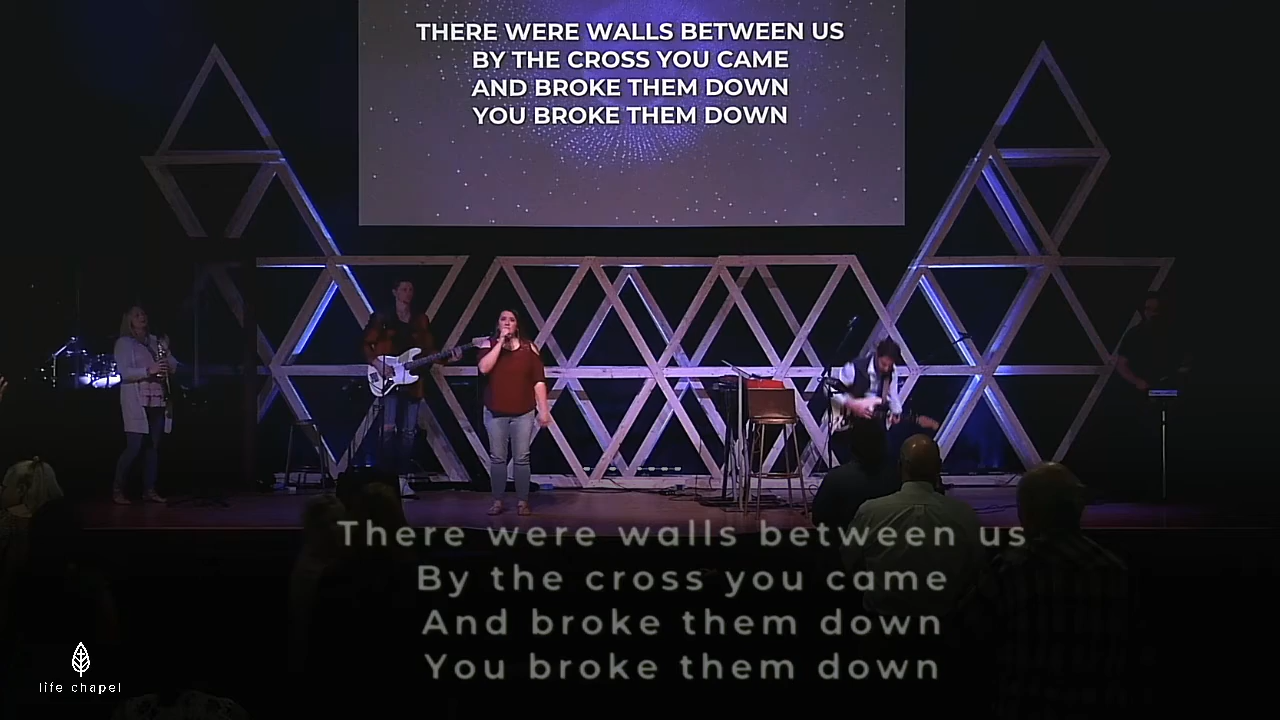 THERE WERE WALLS BETWEEN US
BY THE CROSS YOU CAME
AND BROKE THEM DOWN
YOU BROKE THEM DOWN
There were walls between us
By the cross you came
And broke them down
You broke them down
life chapel